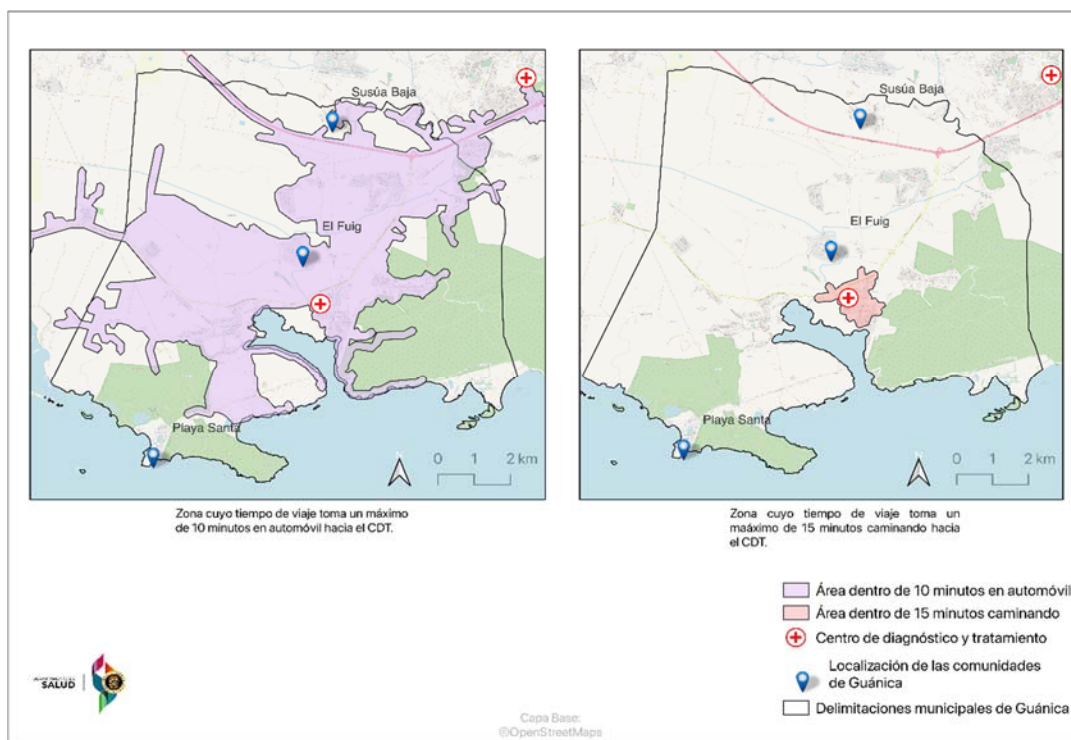 Susúa Baja
El Fuig
Playa Santa
N
0 1 2 km
Zona cuyo tiempo de viaje toma un máximo
de 10 minutos en automóvil hacia el CDT.
Susúa Baja
El Fuig
Playa Santa
N
0 1 2 km
Zona cuyo tiempo de viaje toma un
maáximo de 15 minutos caminando hacia
el CDT.
Área dentro de 10 minutos en automóvil
Área dentro de 15 minutos caminando
Centro de diagnóstico y tratamiento
Localización de las comunidades
de Guánica
Delimitaciones municipales de Guánica
SALUD
Capa Base:
©OpenStreetMaps